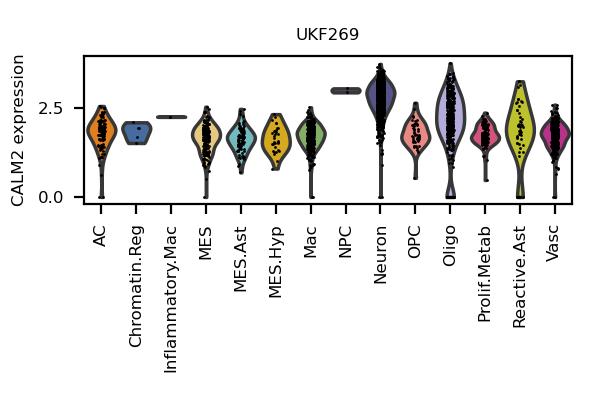 UKF269
CALM2 expression
2.5
0.0
AC
Chromatin.Reg
Inflammatory.Mac
MES
MES.Ast
MES.Hyp
Mac
NPC
Neuron
OPC
Oligo
Prolif.Metab
Reactive.Ast
Vasc